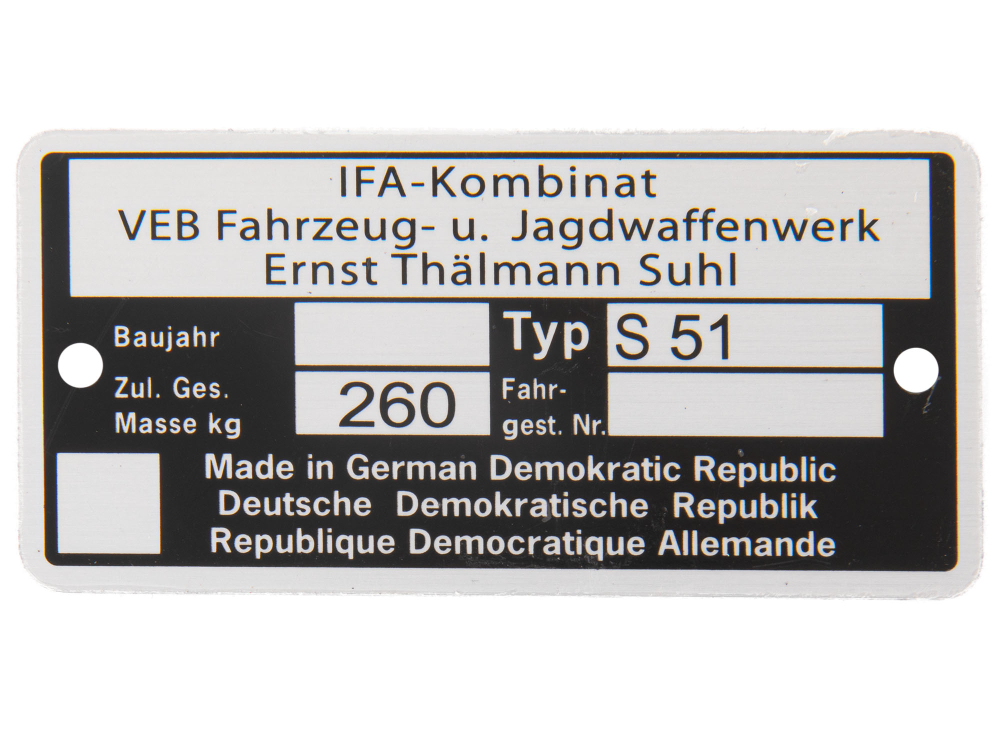 IFA-Kombinat
VEB Fahrzeug- u. Jagdwaffenwerk
Ernst Thälmann Suhl
Baujahr
Typ S 51
Zul. Ges.
Masse kg
260
Fahr-
gest. Nr.
Made in German Demokratic Republic
Deutsche Demokratische Republik
Republique Democratique Allemande